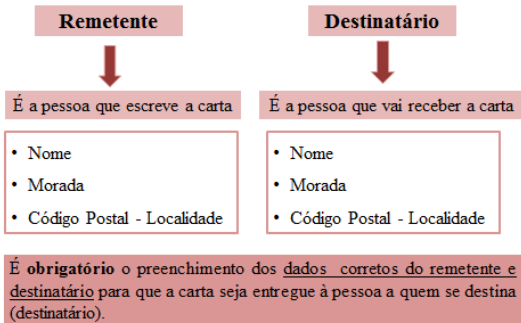 Remetente
Destinatário
É a pessoa que escreve a carta
É a pessoa que vai receber a carta
• Nome
• Morada
• Código Postal - Localidade
• Nome
• Morada
• Código Postal - Localidade
É obrigatório o preenchimento dos dados corretos do remetente e
destinatário para que a carta seja entregue à pessoa a quem se destina
(destinatário).